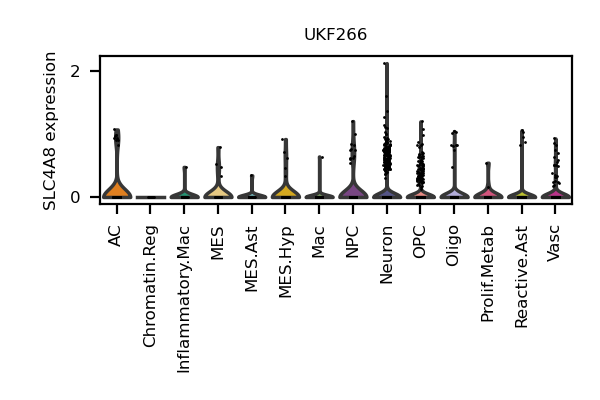 UKF266
SLC4A8 expression
2
0
AC
Chromatin.Reg
Inflammatory.Mac
MES
MES.Ast
MES.Hyp
Mac
NPC
Neuron
OPC
Oligo
Prolif.Metab
Reactive.Ast
Vasc